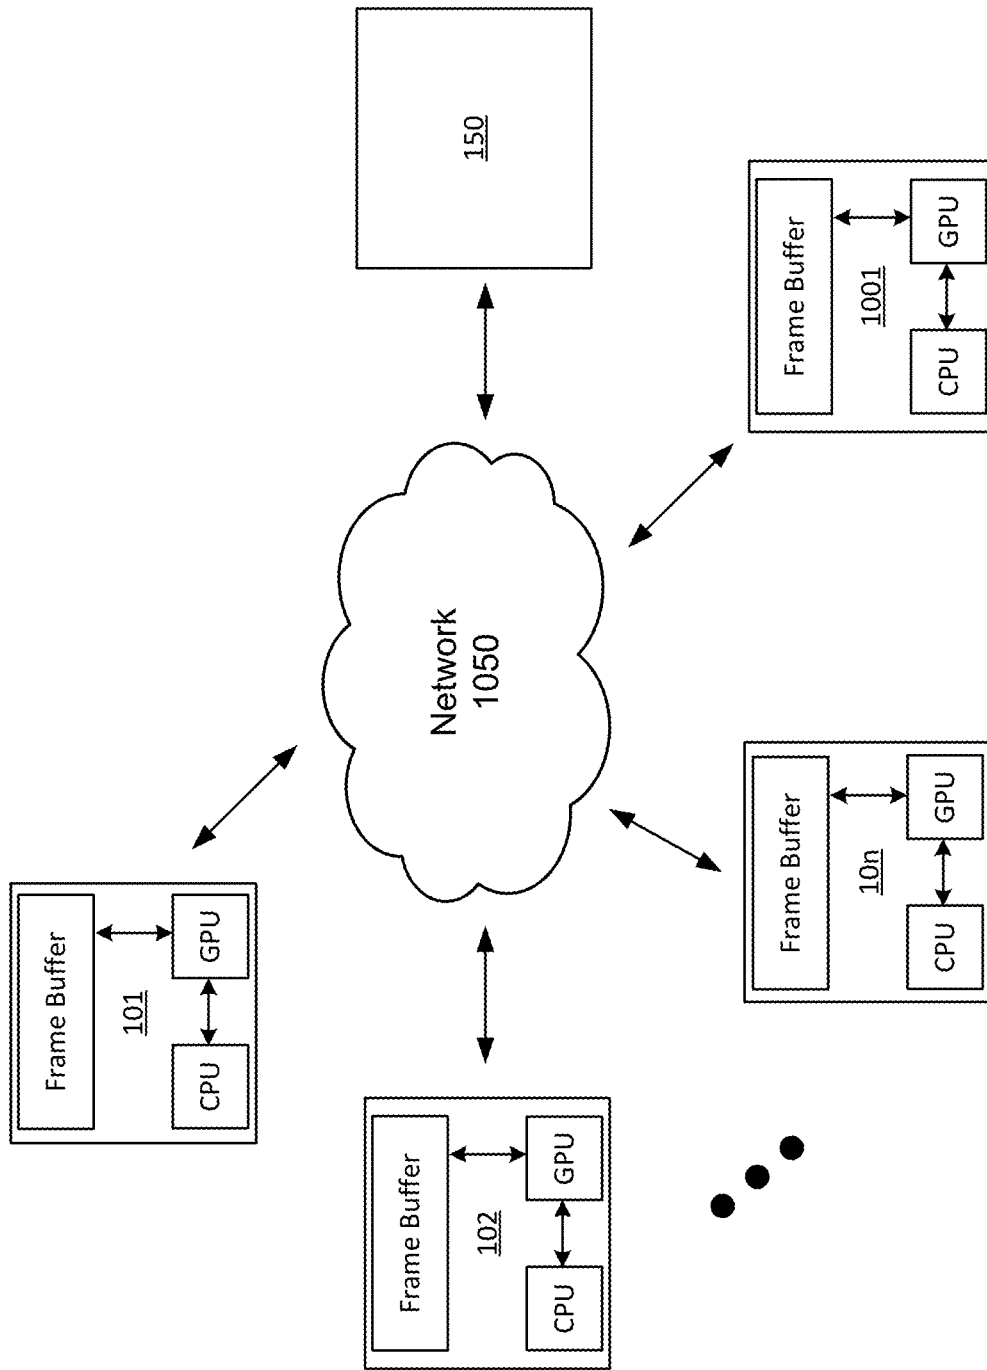 Frame Buffer
101
CPU
GPU
Frame Buffer
102
CPU
GPU
Network
1050
150
Frame Buffer
10n
CPU
GPU
Frame Buffer
1001
CPU
GPU